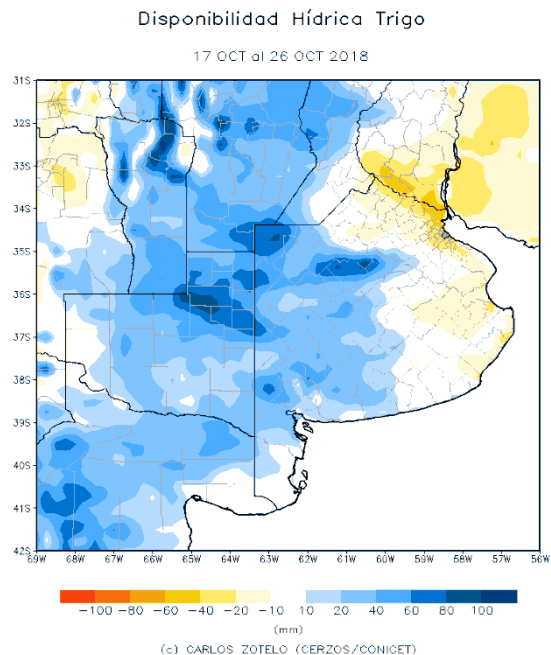 Disponibilidad Hídrica Trigo
17 OCT al 26 OCT 2018
31S
32S
33S
34S
35S
36S
37S
38S
39S
40S
41S
42S
69W 68W 67W 66W 65W 64W 63W 62W 61W 60W 59W 58W 57W 56W
−100 −80 −60 −40 −20 −10 10 20 40 60 80 100
(mm)
(c) CARLOS ZOTELO (CERZOS/CONICET)